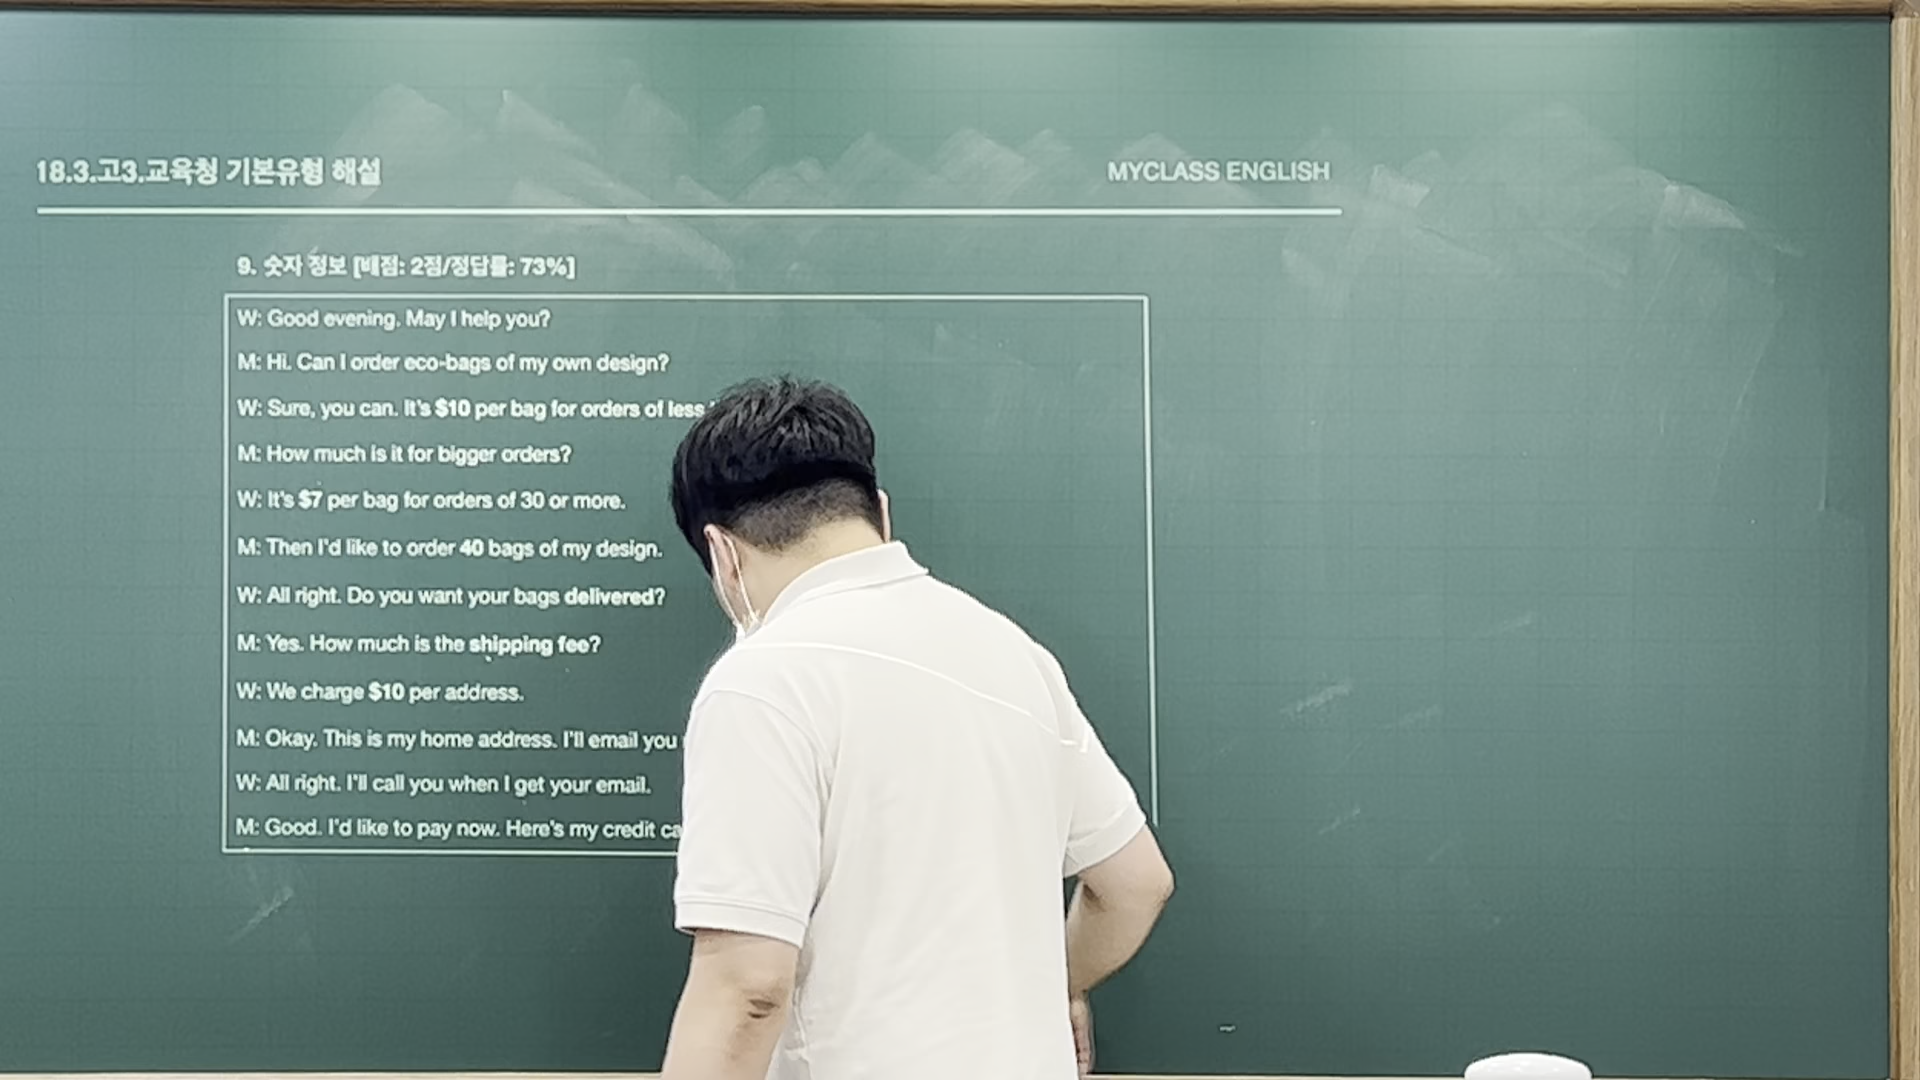 18.3.고3.교육청 기본유형 해설
MYCLASS ENGLISH
9. 숫자 정보 [배점: 2점/정답률: 73%]
W: Good evening. May I help you?
M: Hi. Can I order eco-bags of my own design?
W: Sure, you can. It's $10 per bag for orders of less
M: How much is it for bigger orders?
W: It's $7 per bag for orders of 30 or more.
M: Then I'd like to order 40 bags of my design.
W: All right. Do you want your bags delivered?
M: Yes. How much is the shipping fee?
W: We charge $10 per address.
M: Okay. This is my home address. I'll email you
W: All right. I'll call you when I get your email.
M: Good. I'd like to pay now. Here's my credit